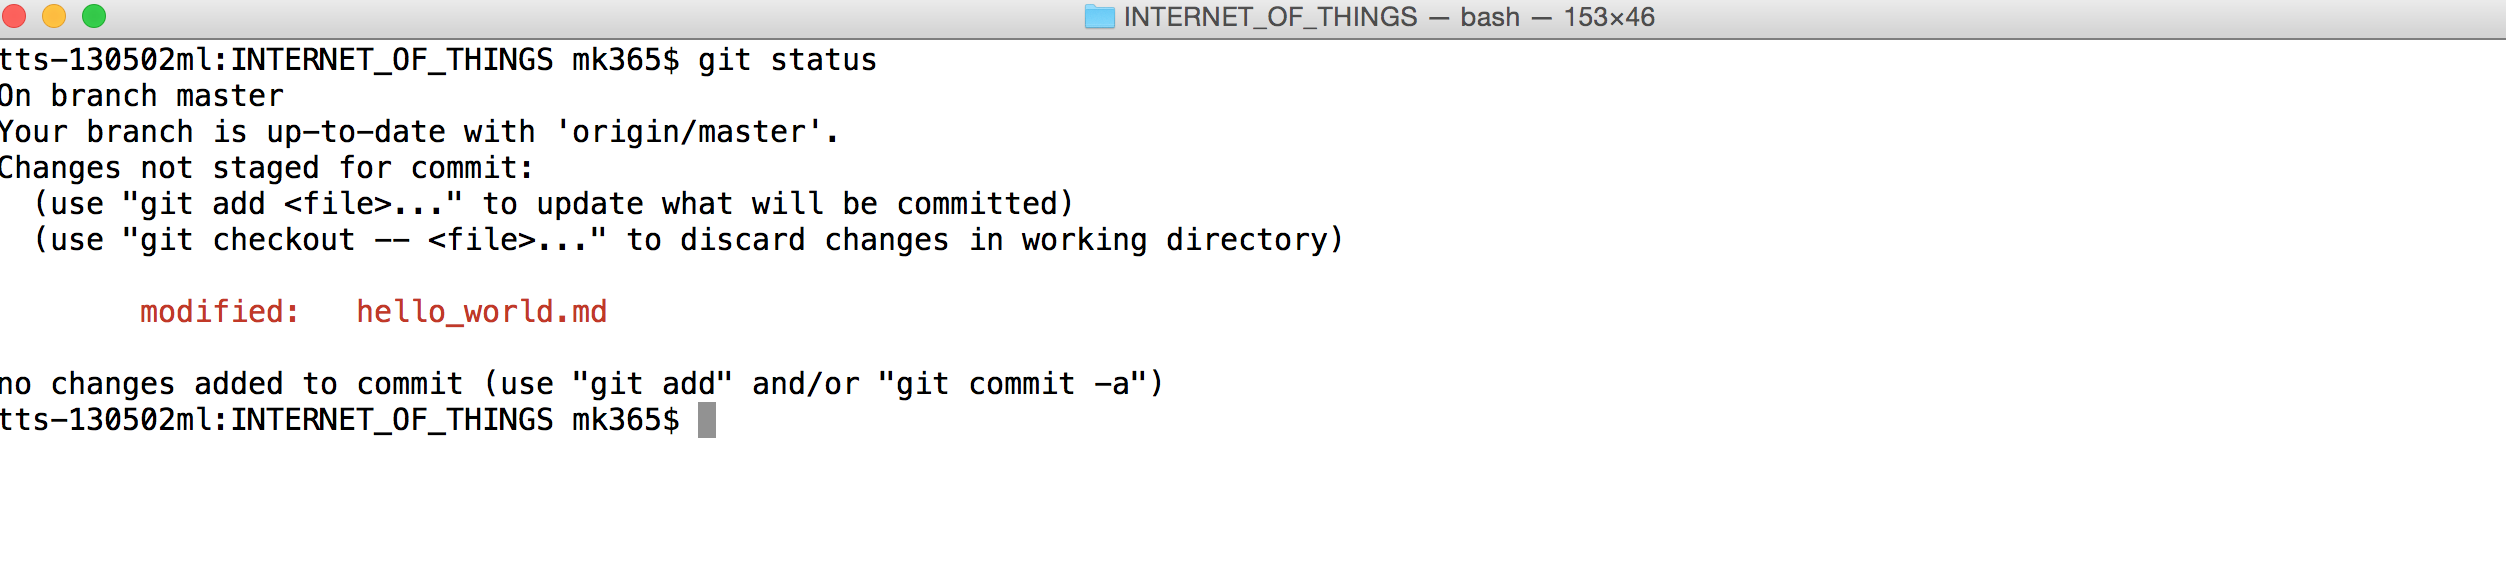 INTERNET_OF_THINGS — bash — 153×46
tts-130502ml:INTERNET_OF_THINGS mk365$ git status
On branch master
Your branch is up-to-date with 'origin/master'.
Changes not staged for commit:
  (use "git add <file>..." to update what will be committed)
  (use "git checkout -- <file>..." to discard changes in working directory)
        modified:   hello_world.md
no changes added to commit (use "git add" and/or "git commit -a")
tts-130502ml:INTERNET_OF_THINGS mk365$